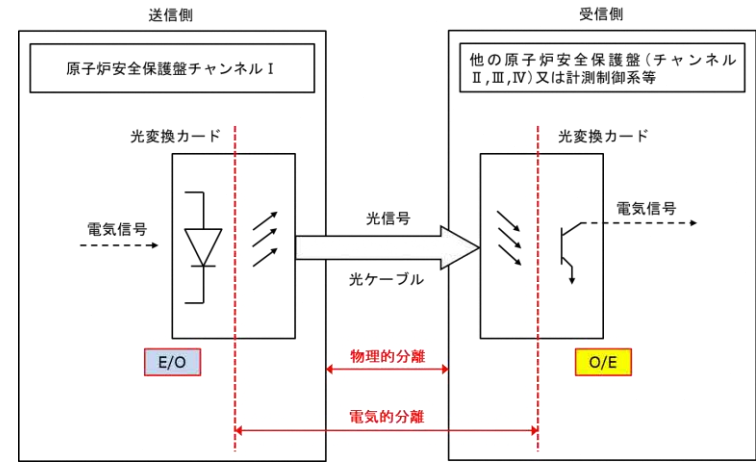 送信側
受信側
原子炉安全保護盤チャンネルⅠ
他の原子炉安全保護盤(チャンネル
Ⅱ,Ⅲ,Ⅳ)又は計測制御系等
光変換カード
光変換カード
電気信号
光信号
電気信号
光ケーブル
E/O
物理的分離
O/E
電気的分離